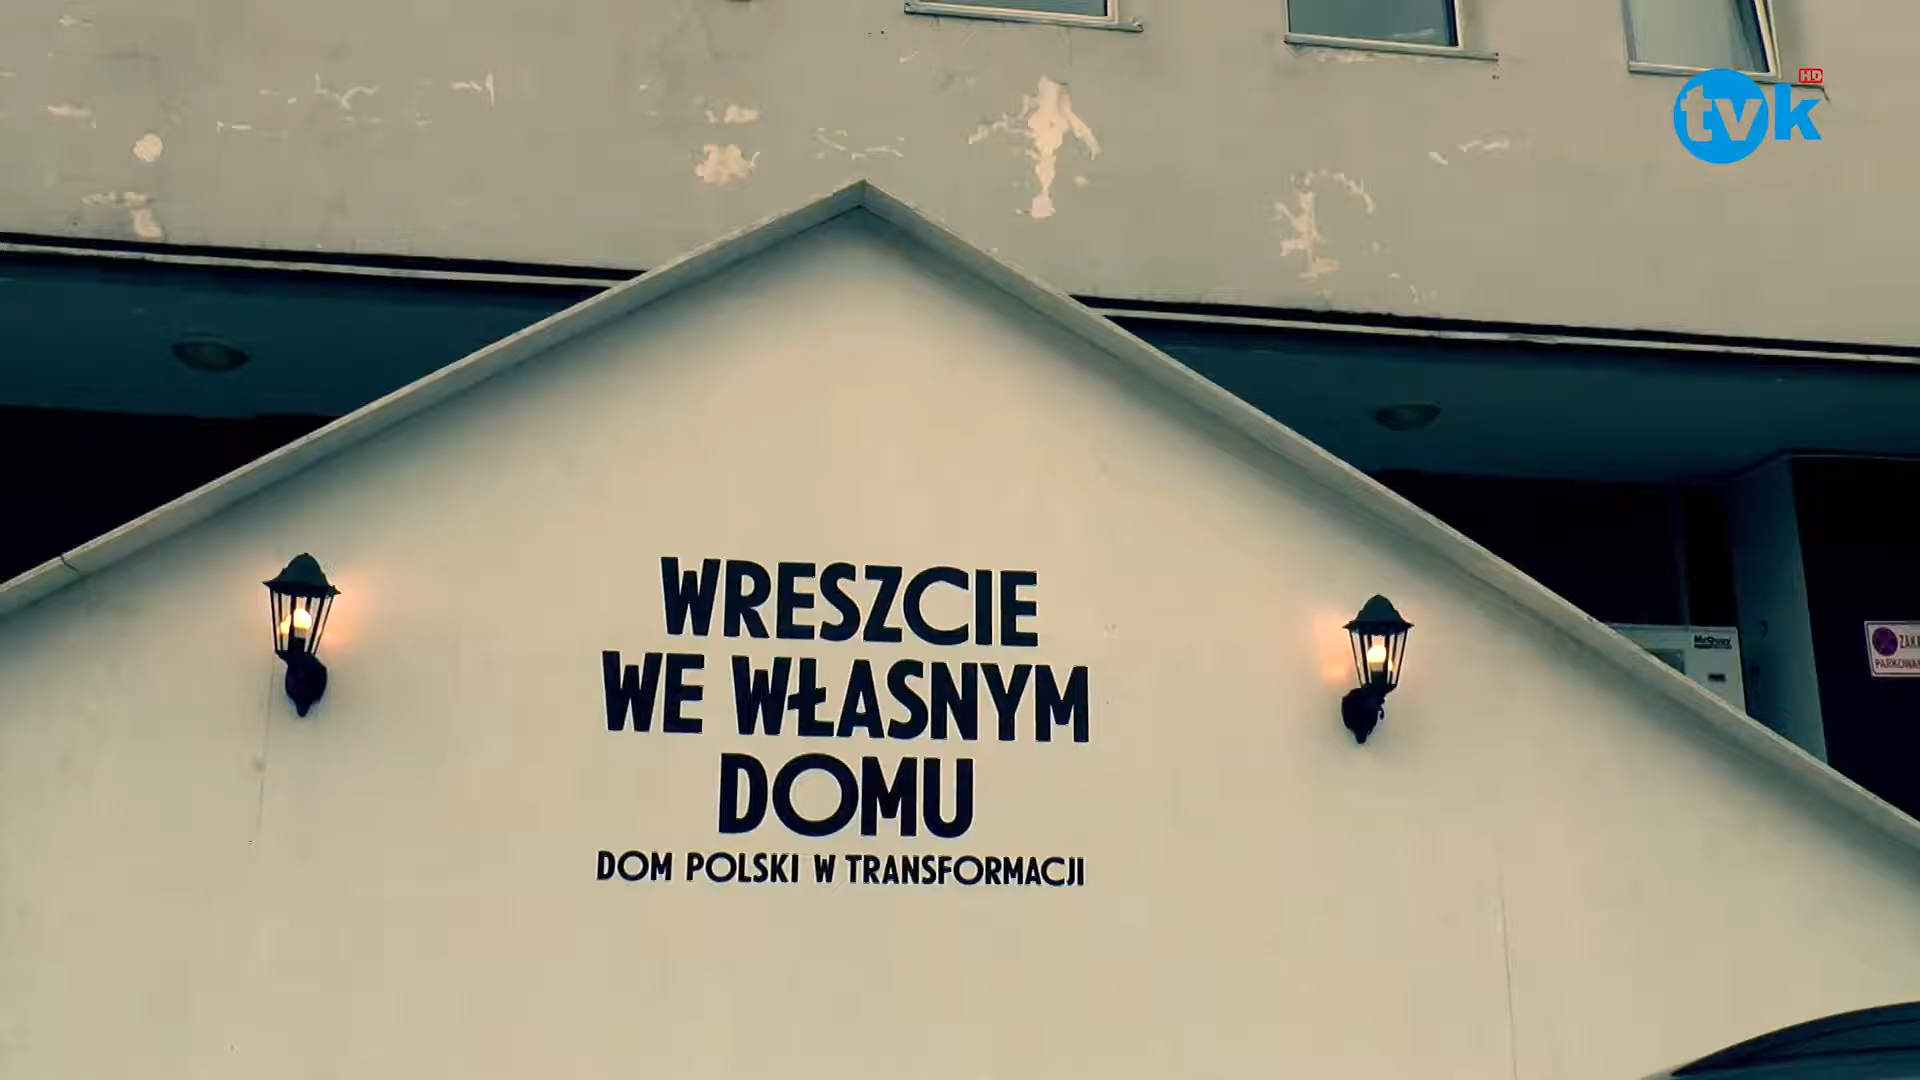 HD
tvk
WRESZCIE
WE WŁASNYM
DOMU
DOM POLSKI W TRANSFORMACJI